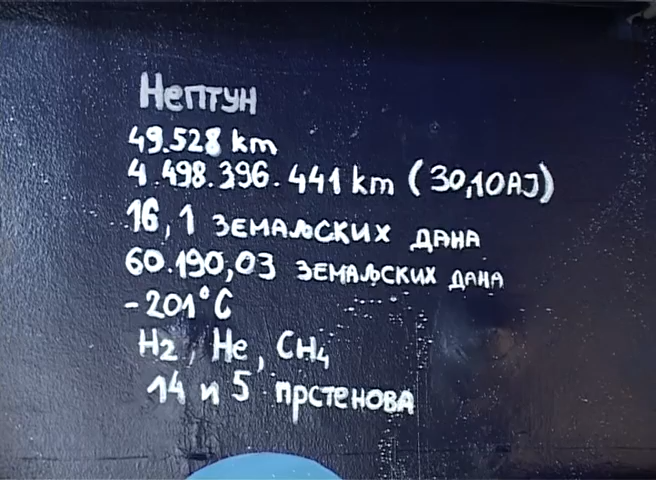 Нептун
49.528 km
4.498.396.441 km (30,10АЈ)
16,1 ЗЕМАЉСКИХ ДАНА
60.190,03 ЗЕМАЉСКИХ ДАНА
-201°C
H2, He, CH4
14 и 5 прстеновА